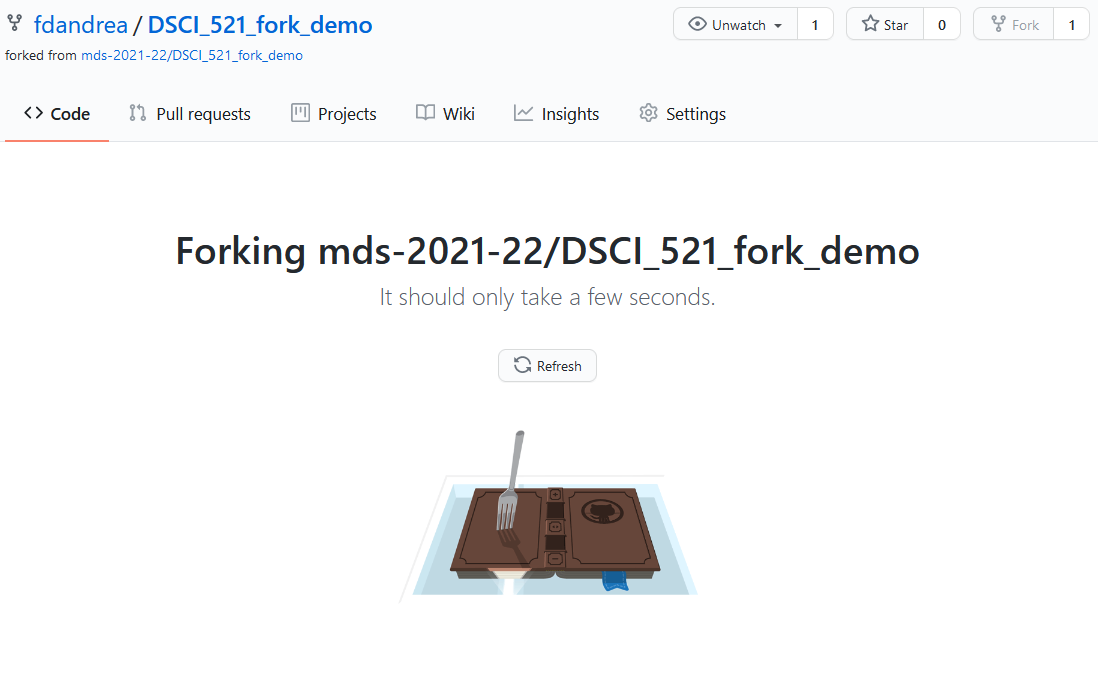 fdandrea / DSCI_521_fork_demo
Unwatch 1 Star 0 Fork 1
forked from mds-2021-22/DSCI_521_fork_demo
Code Pull requests Projects Wiki Insights Settings
Forking mds-2021-22/DSCI_521_fork_demo
It should only take a few seconds.
Refresh